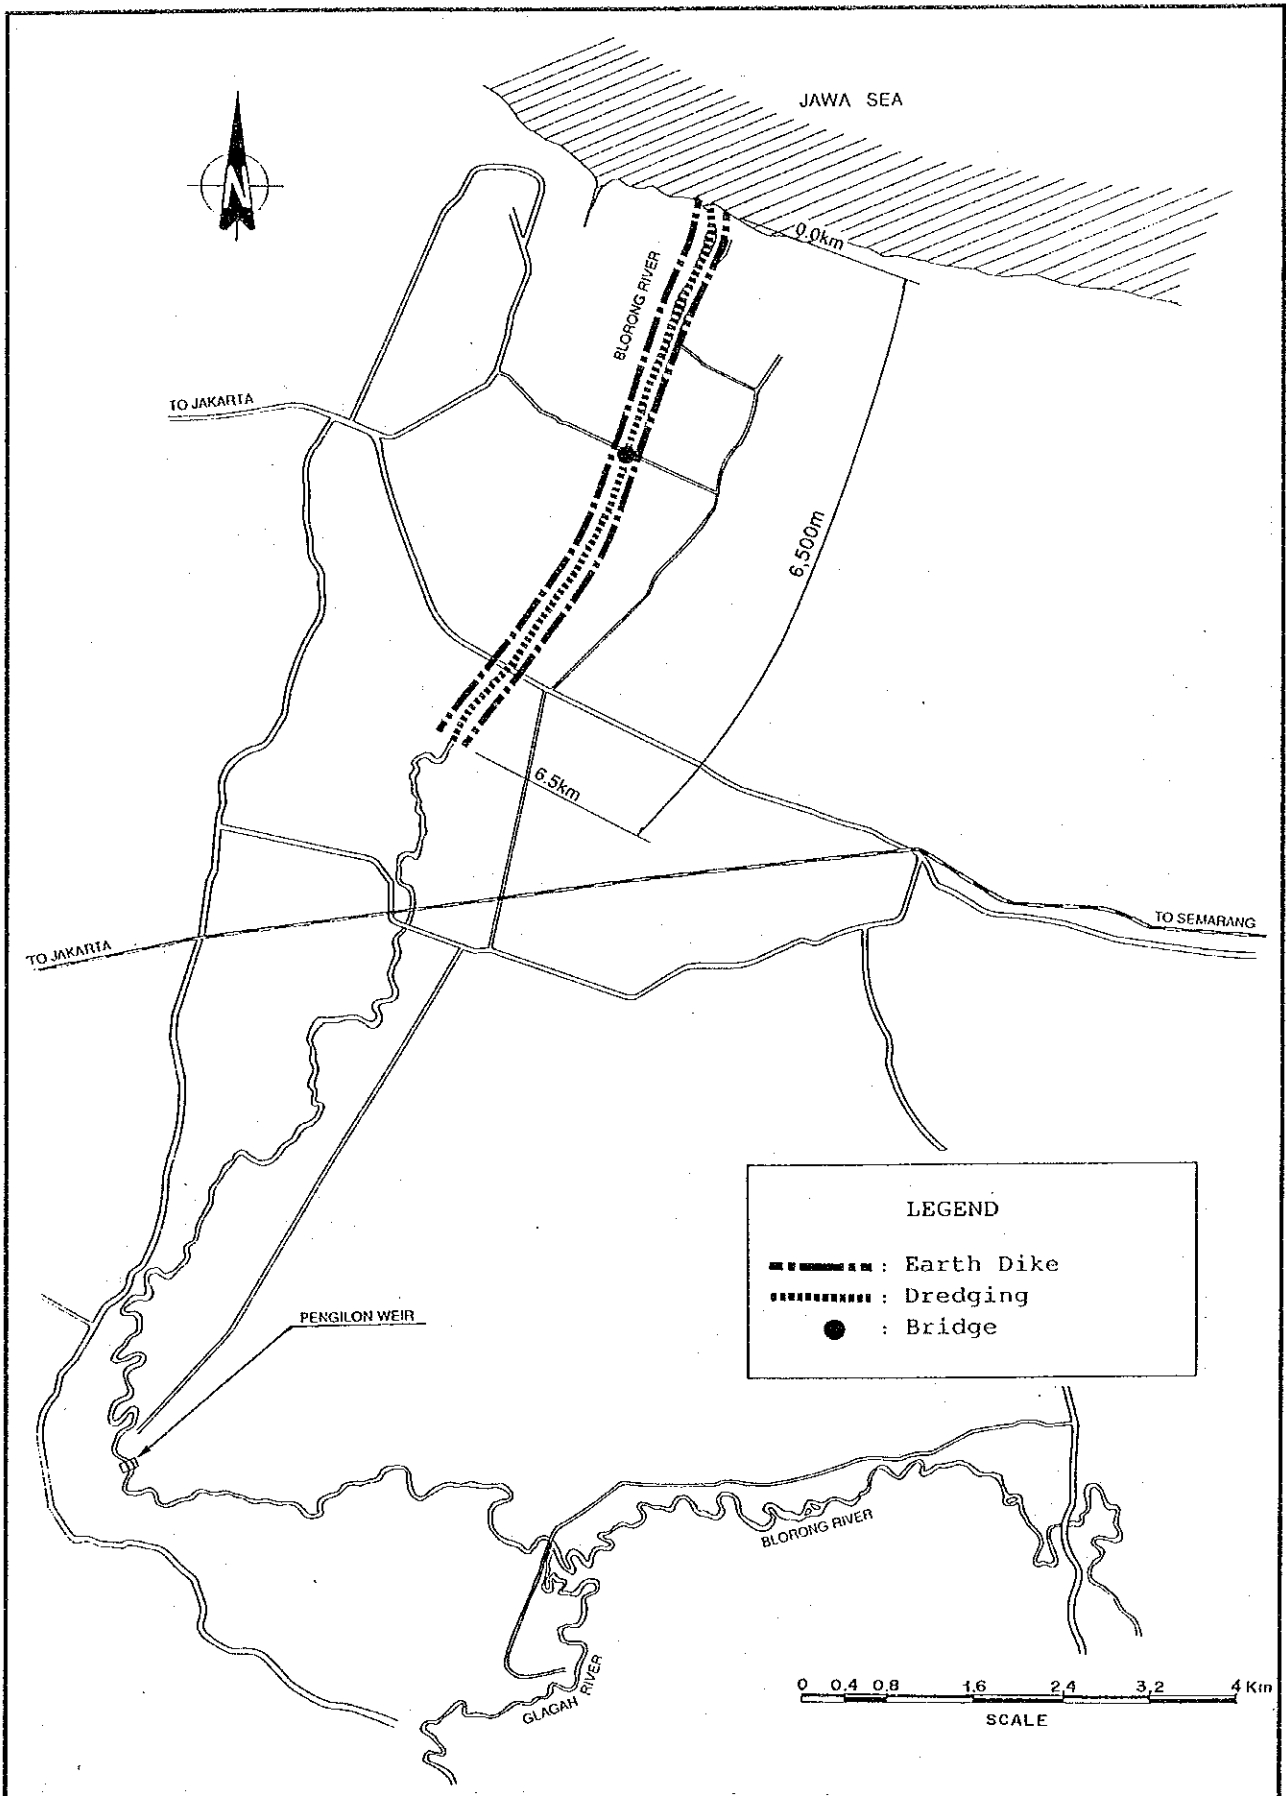 JAWA SEA
N
0.0km
BLORONG RIVER
TO JAKARTA
6,500m
6.5km
TO SEMARANG
TO JAKARTA
LEGEND
: Earth Dike
: Dredging
: Bridge
PENGILON WEIR
BLORONG RIVER
GLAGAH RIVER
0 0,4 0,8 1,6 2,4 3,2 4 Km
SCALE